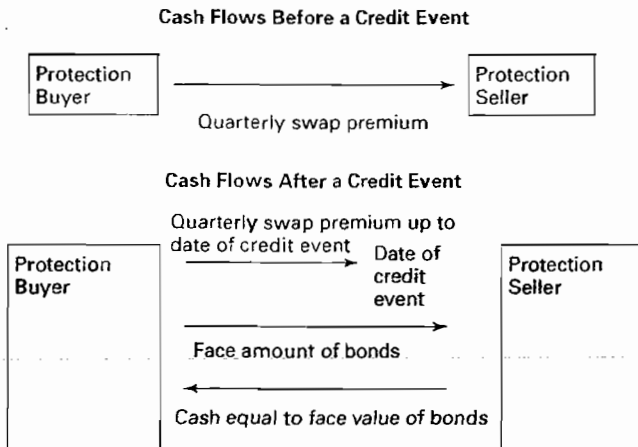 Cash Flows Before a Credit Event
Protection
Buyer
Protection
Seller
Quarterly swap premium
Cash Flows After a Credit Event
Quarterly swap premium up to
date of credit event
Protection
Buyer
Date of
credit
event
Protection
Seller
Face amount of bonds
Cash equal to face value of bonds